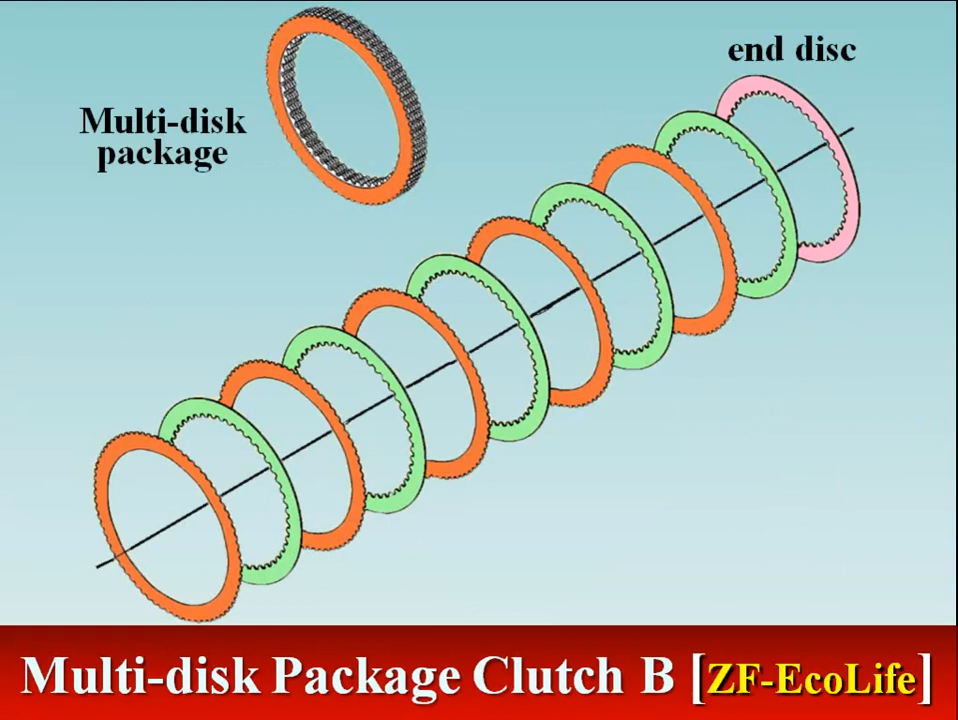 end disc
Multi-disk
package
Multi-disk Package Clutch B [ZF-EcoLife]